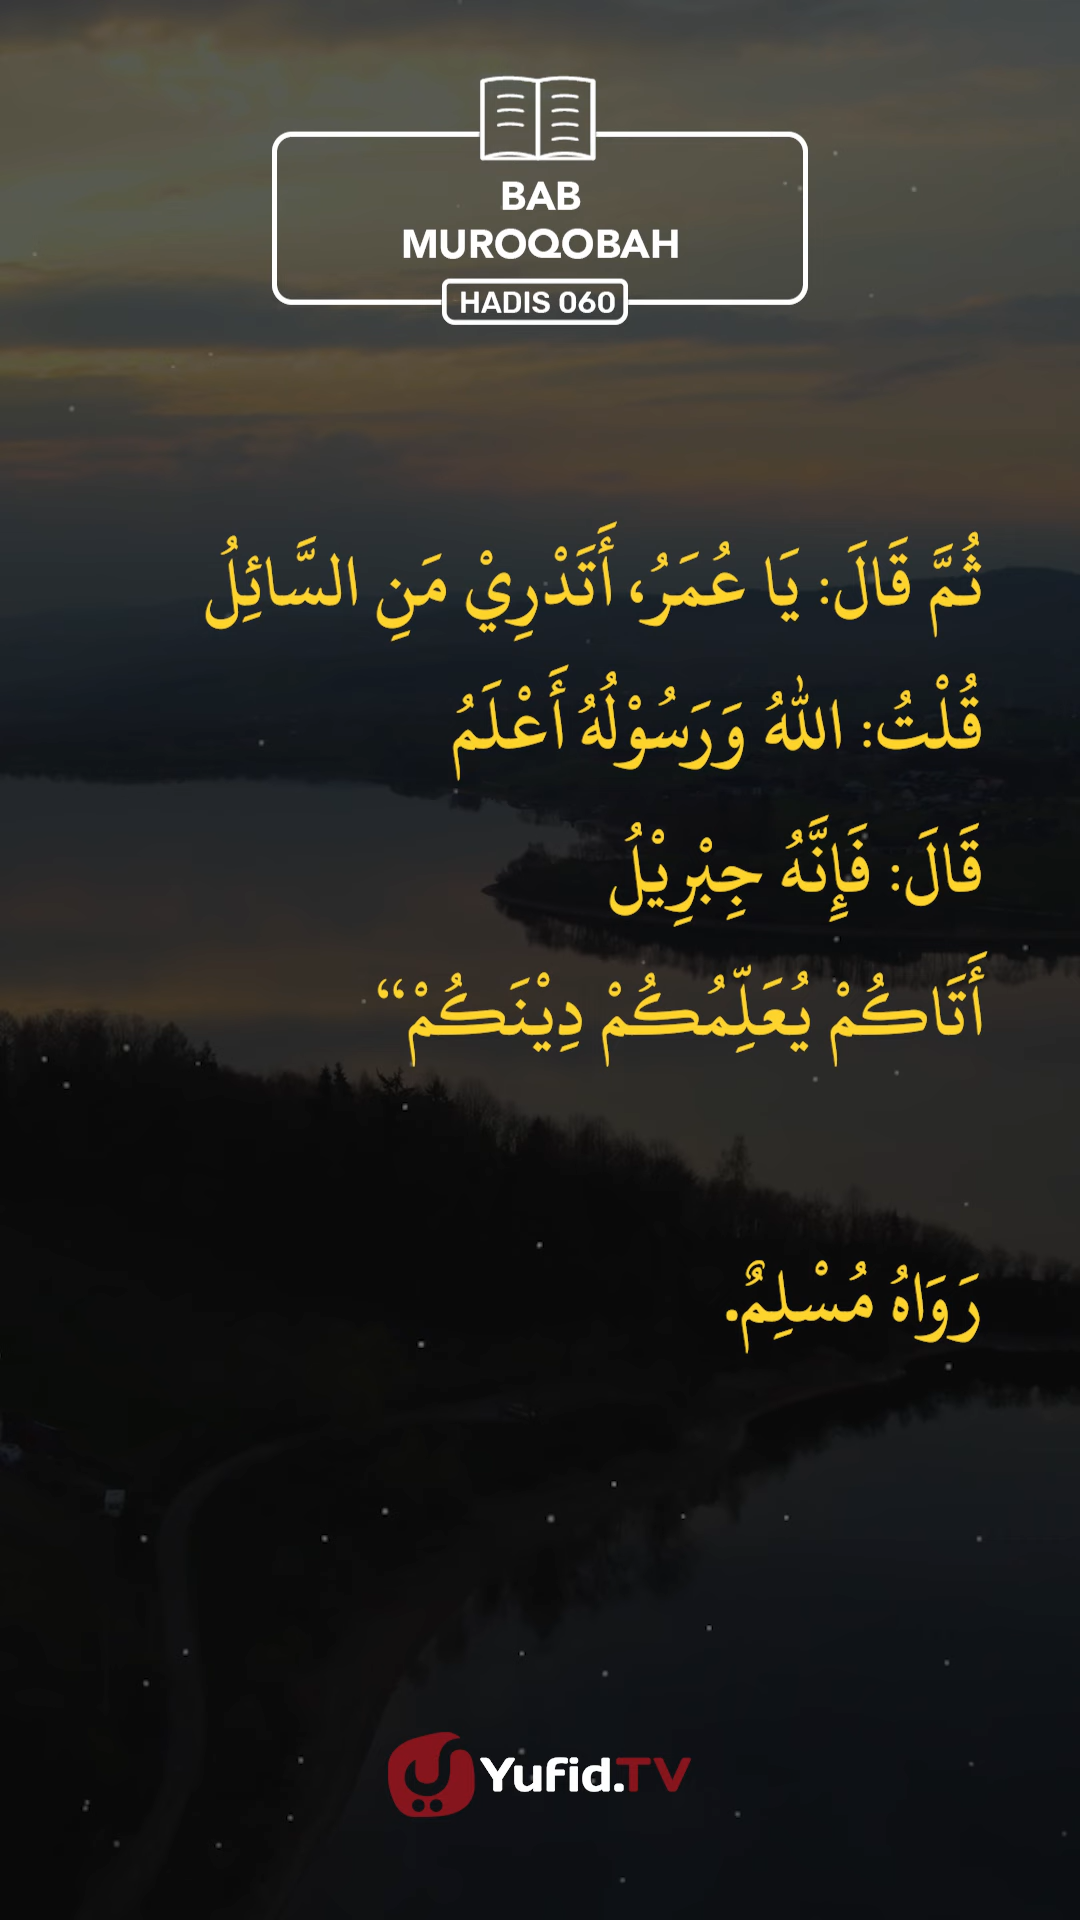 BAB
MUROQOBAH
HADIS 060
ثُمَّ قَالَ: يَا عُمَرُ، أَتَدْرِيْ مَنِ السَّائِلُ
قُلْتُ: اللهُ وَرَسُوْلُهُ أَعْلَمُ
قَالَ: فَإِنَّهُ جِبْرِيْلُ
أَتَاكُمْ يُعَلِّمُكُمْ دِيْنَكُمْ“
رَوَاهُ مُسْلِمٌ.
Yufid.TV